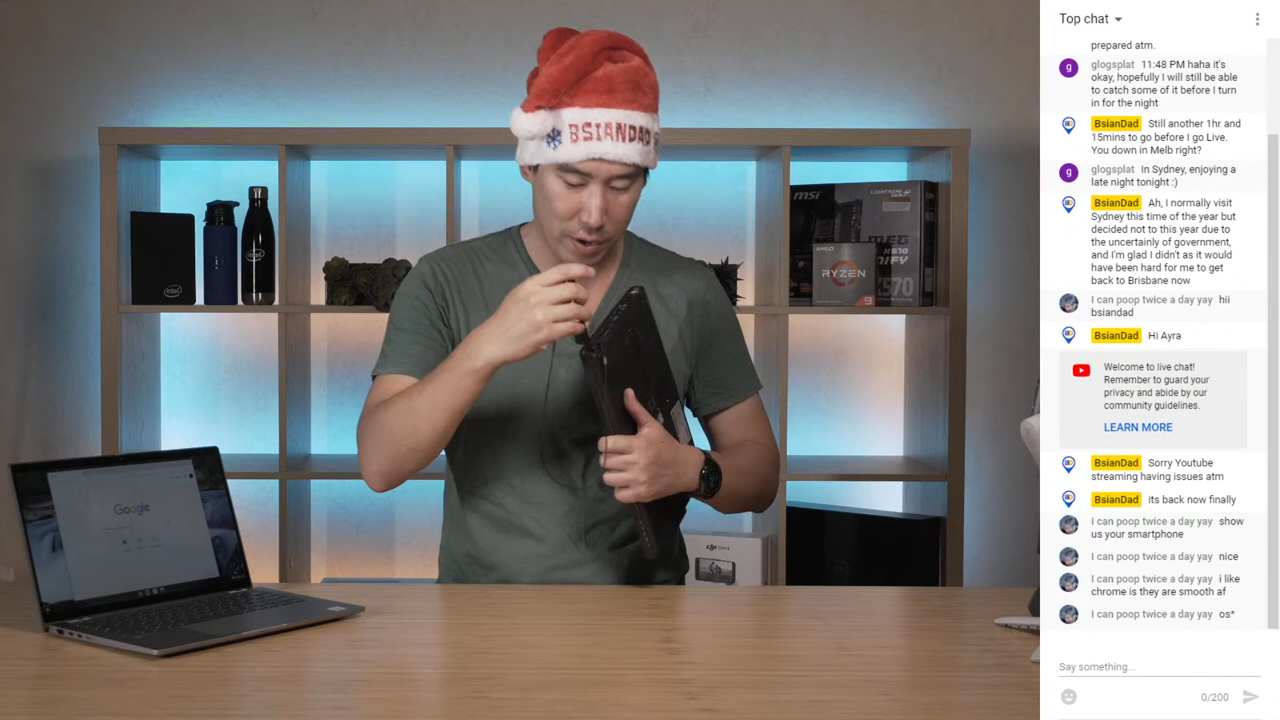 BSIANDAD
intel
intel
msi
AMD
RYZEN
9
MEG
X570
X570
Google
dji OM 4
Top chat
prepared atm.
glogsplat 11:48 PM haha it's
okay, hopefully I will still be able
to catch some of it before I turn
in for the night
BsianDad Still another 1hr and
15mins to go before I go Live.
You down in Melb right?
glogsplat In Sydney, enjoying a
late night tonight :)
BsianDad Ah, I normally visit
Sydney this time of the year but
decided not to this year due to
the uncertainly of government,
and I'm glad I didn't as it would
have been hard for me to get
back to Brisbane now
I can poop twice a day yay hii
bsiandad
BsianDad Hi Ayra
Welcome to live chat!
Remember to guard your
privacy and abide by our
community guidelines.
LEARN MORE
BsianDad Sorry Youtube
streaming having issues atm
BsianDad its back now finally
I can poop twice a day yay show
us your smartphone
I can poop twice a day yay nice
I can poop twice a day yay i like
chrome is they are smooth af
I can poop twice a day yay os*
Say something...
0/200